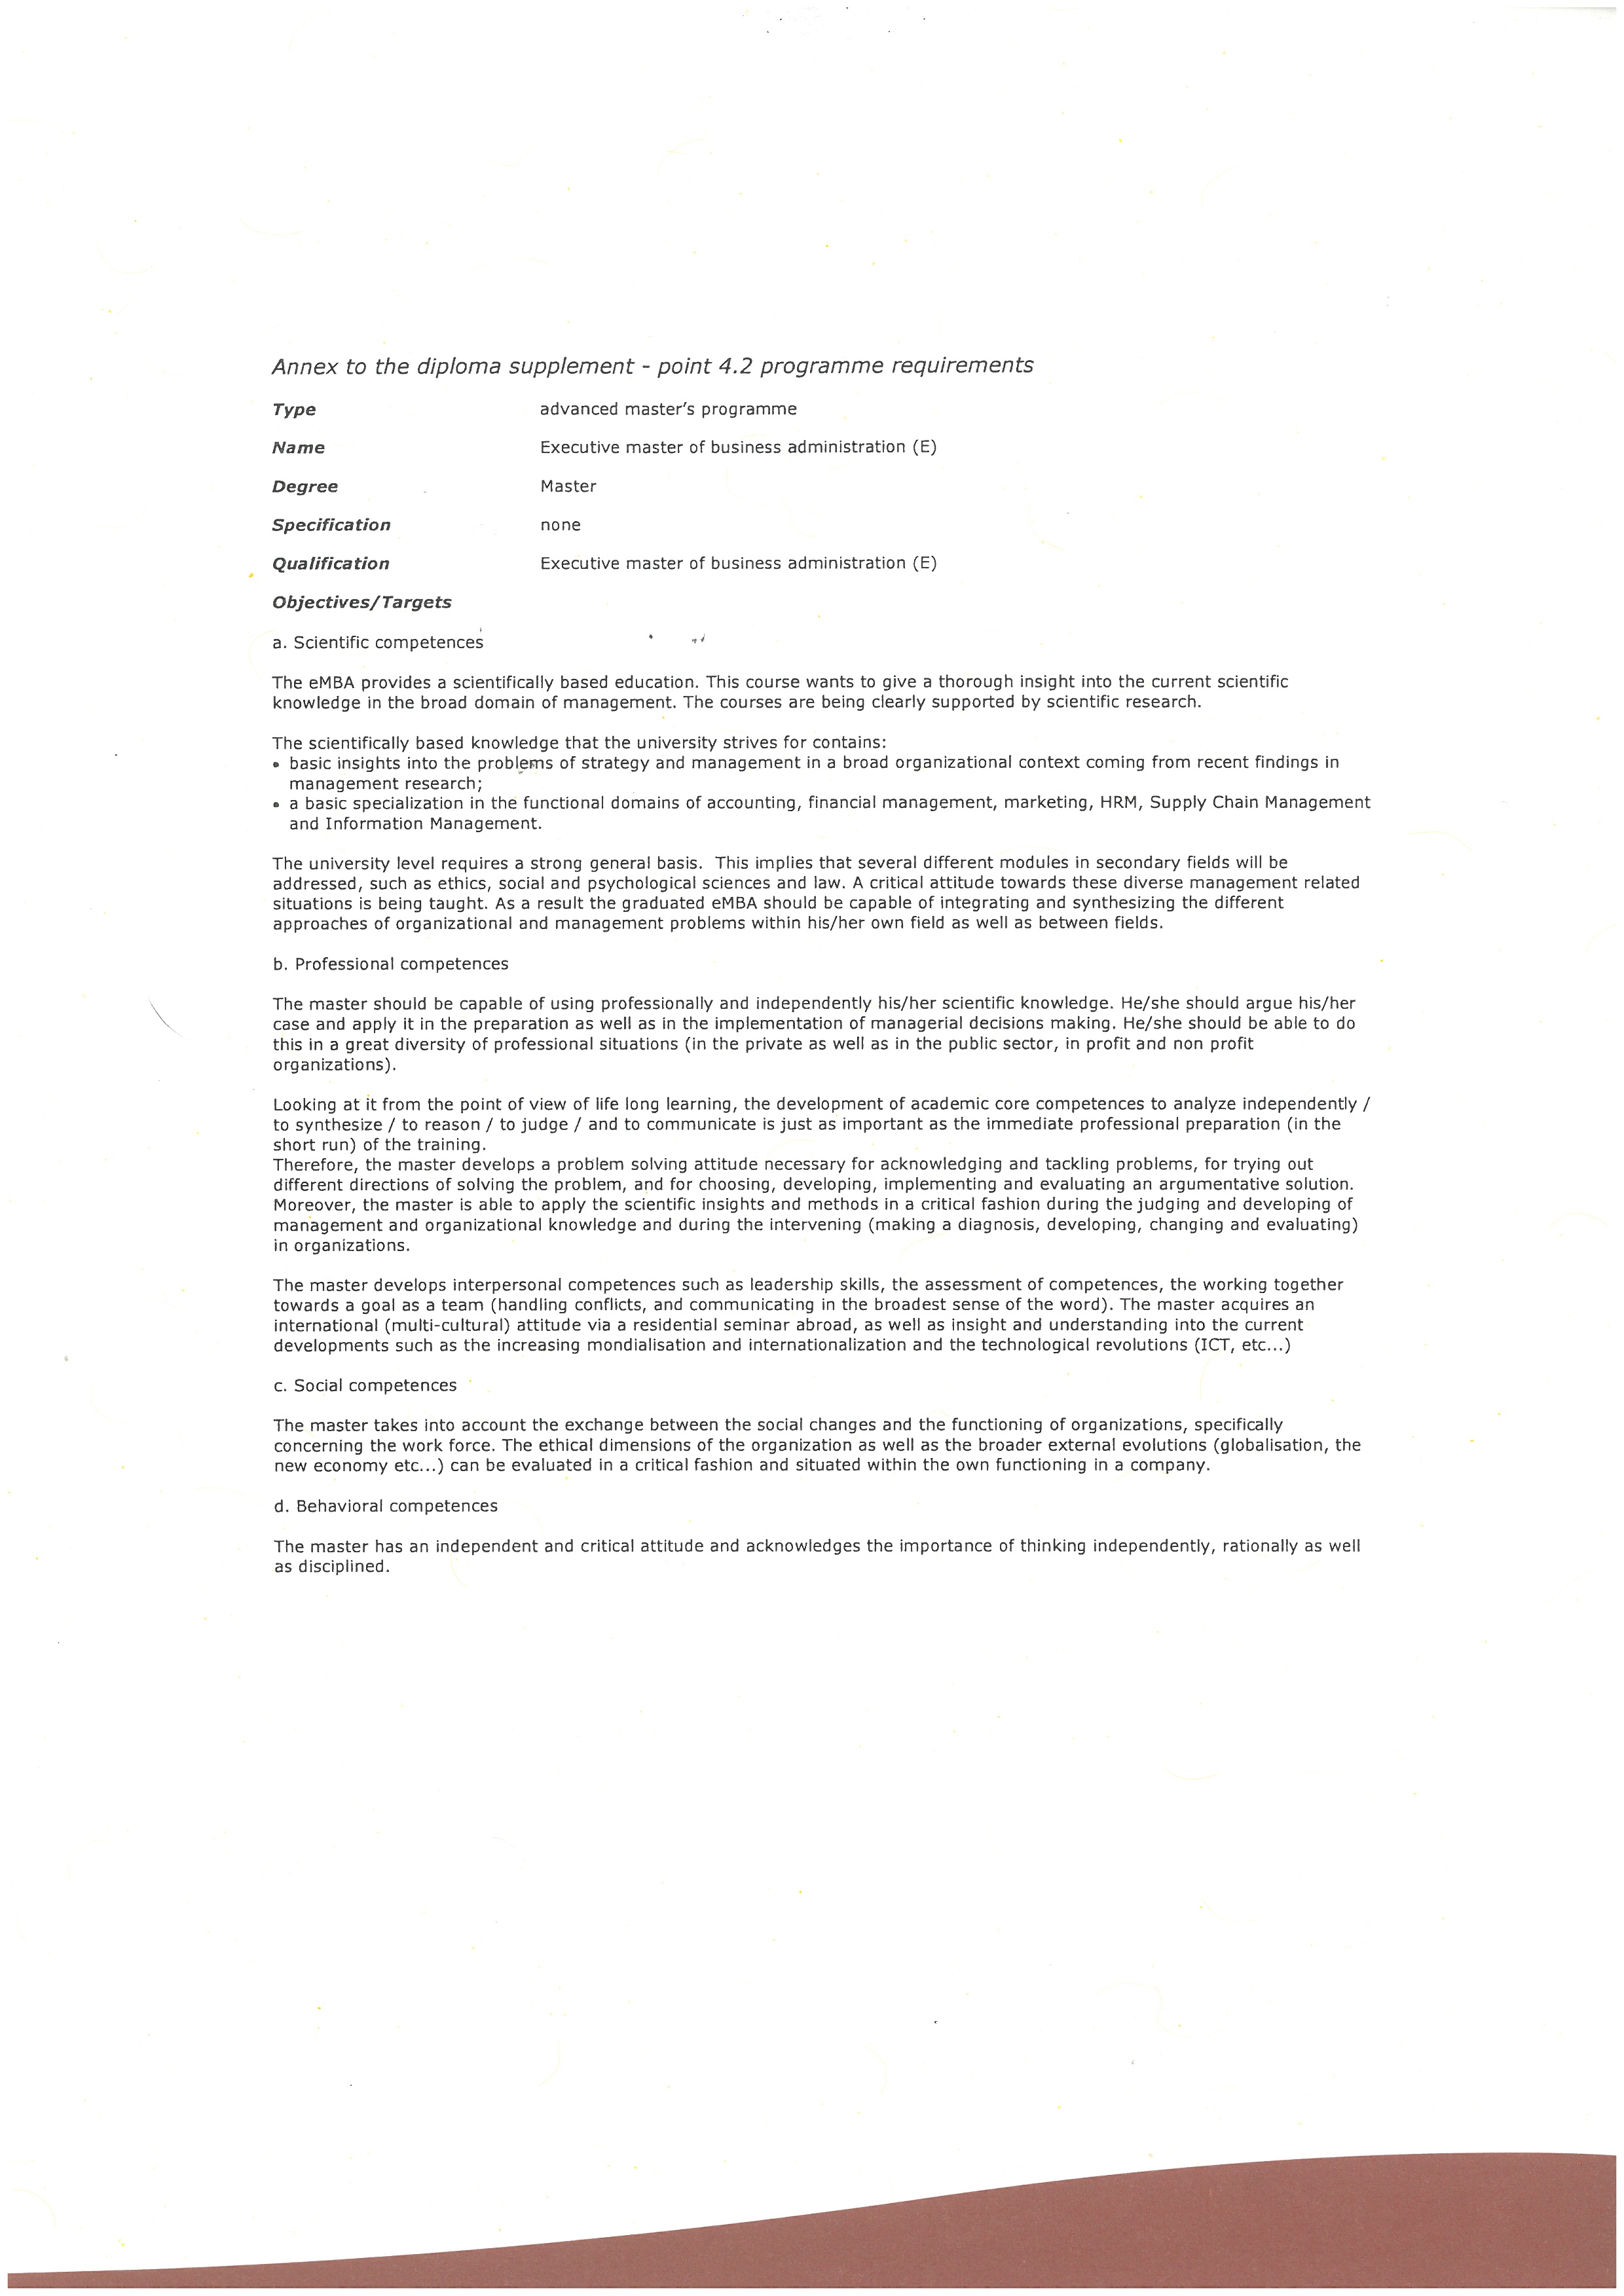 Annex to the diploma supplement - point 4.2 programme requirements
Type advanced master's programme
Name Executive master of business administration (E)
Degree Master
Specification none
Qualification Executive master of business administration (E)
Objectives/Targets
a. Scientific competences
The eMBA provides a scientifically based education. This course wants to give a thorough insight into the current scientific
knowledge in the broad domain of management. The courses are being clearly supported by scientific research.
The scientifically based knowledge that the university strives for contains:
• basic insights into the problems of strategy and management in a broad organizational context coming from recent findings in
management research;
• a basic specialization in the functional domains of accounting, financial management, marketing, HRM, Supply Chain Management
and Information Management.
The university level requires a strong general basis. This implies that several different modules in secondary fields will be
addressed, such as ethics, social and psychological sciences and law. A critical attitude towards these diverse management related
situations is being taught. As a result the graduated eMBA should be capable of integrating and synthesizing the different
approaches of organizational and management problems within his/her own field as well as between fields.
b. Professional competences
The master should be capable of using professionally and independently his/her scientific knowledge. He/she should argue his/her
case and apply it in the preparation as well as in the implementation of managerial decisions making. He/she should be able to do
this in a great diversity of professional situations (in the private as well as in the public sector, in profit and non profit
organizations).
Looking at it from the point of view of life long learning, the development of academic core competences to analyze independently /
to synthesize / to reason / to judge / and to communicate is just as important as the immediate professional preparation (in the
short run) of the training.
Therefore, the master develops a problem solving attitude necessary for acknowledging and tackling problems, for trying out
different directions of solving the problem, and for choosing, developing, implementing and evaluating an argumentative solution.
Moreover, the master is able to apply the scientific insights and methods in a critical fashion during the judging and developing of
management and organizational knowledge and during the intervening (making a diagnosis, developing, changing and evaluating)
in organizations.
The master develops interpersonal competences such as leadership skills, the assessment of competences, the working together
towards a goal as a team (handling conflicts, and communicating in the broadest sense of the word). The master acquires an
international (multi-cultural) attitude via a residential seminar abroad, as well as insight and understanding into the current
developments such as the increasing mondialisation and internationalization and the technological revolutions (ICT, etc...)
c. Social competences
The master takes into account the exchange between the social changes and the functioning of organizations, specifically
concerning the work force. The ethical dimensions of the organization as well as the broader external evolutions (globalisation, the
new economy etc...) can be evaluated in a critical fashion and situated within the own functioning in a company.
d. Behavioral competences
The master has an independent and critical attitude and acknowledges the importance of thinking independently, rationally as well
as disciplined.